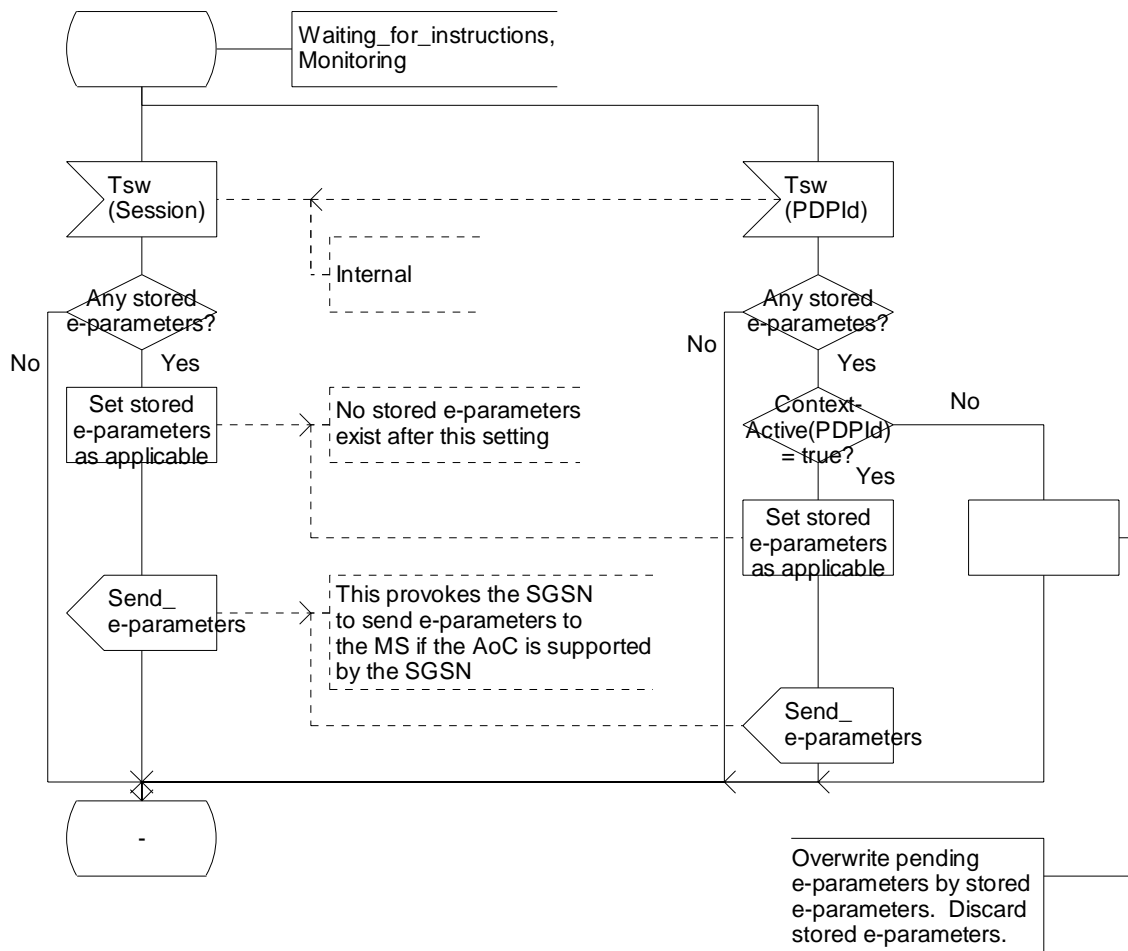 Waiting_for_instructions,
Monitoring
Tsw
(Session)
Tsw
(PDPId)
Internal
Any stored
e-parameters?
Any stored
e-parametes?
No
Yes
No
Yes
Set stored
e-parameters
as applicable
No stored e-parameters
exist after this setting
Context-
Active(PDPId)
= true?
No
Yes
Set stored
e-parameters
as applicable
Send_
e-parameters
This provokes the SGSN
to send e-parameters to
the MS if the AoC is supported
by the SGSN
Send_
e-parameters
-
Overwrite pending
e-parameters by stored
e-parameters.  Discard
stored e-parameters.